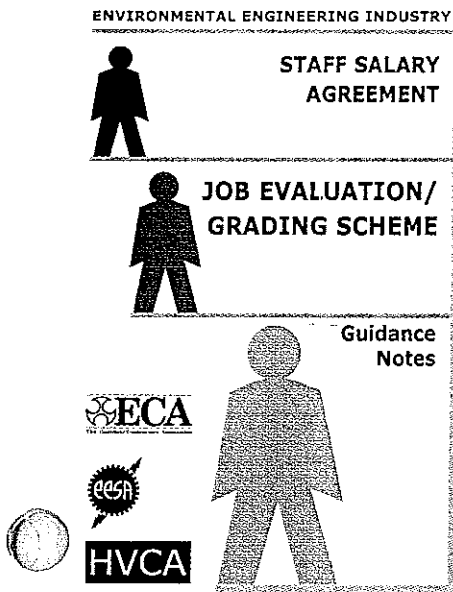 ENVIRONMENTAL ENGINEERING INDUSTRY
STAFF SALARY
AGREEMENT
JOB EVALUATION/
GRADING SCHEME
Guidance
Notes
ECA
eesa
HVCA